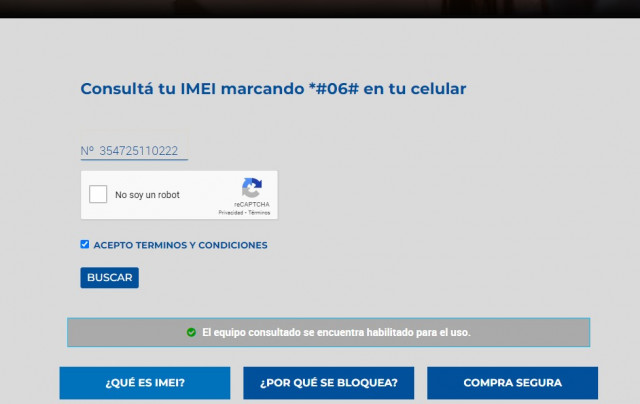 Consultá tu IMEI marcando *#06# en tu celular
Nº 354725110222
No soy un robot
reCAPTCHA
Privacidad - Términos
ACEPTO TERMINOS Y CONDICIONES
BUSCAR
El equipo consultado se encuentra habilitado para el uso.
¿QUÉ ES IMEI?
¿POR QUÉ SE BLOQUEA?
COMPRA SEGURA